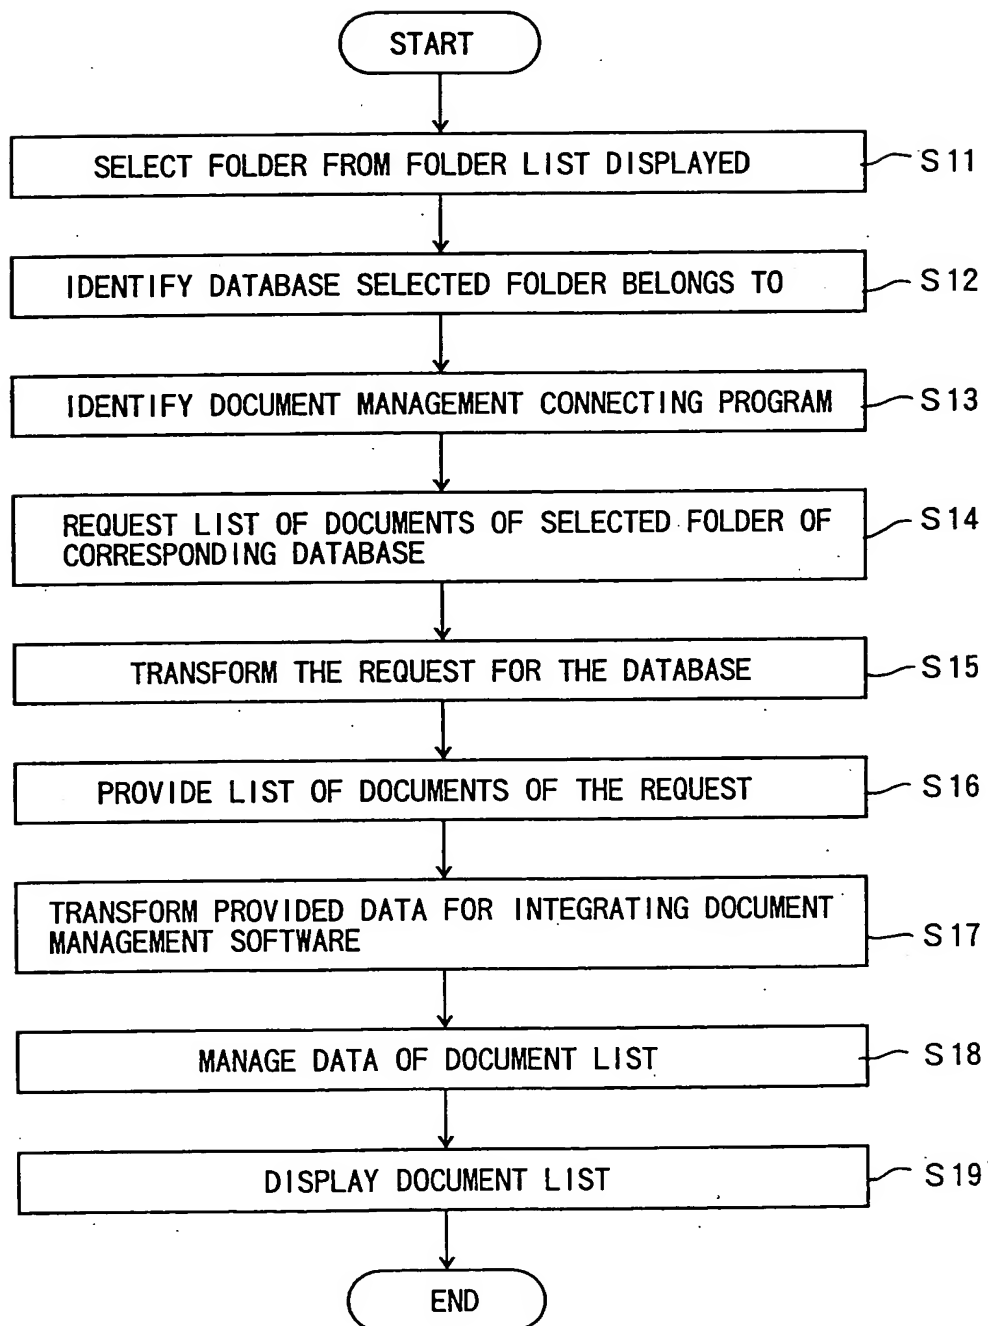 START
SELECT FOLDER FROM FOLDER LIST DISPLAYED
S11
IDENTIFY DATABASE SELECTED FOLDER BELONGS TO
S12
IDENTIFY DOCUMENT MANAGEMENT CONNECTING PROGRAM
S13
REQUEST LIST OF DOCUMENTS OF SELECTED FOLDER OF
CORRESPONDING DATABASE
S14
TRANSFORM THE REQUEST FOR THE DATABASE
S15
PROVIDE LIST OF DOCUMENTS OF THE REQUEST
S16
TRANSFORM PROVIDED DATA FOR INTEGRATING DOCUMENT
MANAGEMENT SOFTWARE
S17
MANAGE DATA OF DOCUMENT LIST
S18
DISPLAY DOCUMENT LIST
S19
END